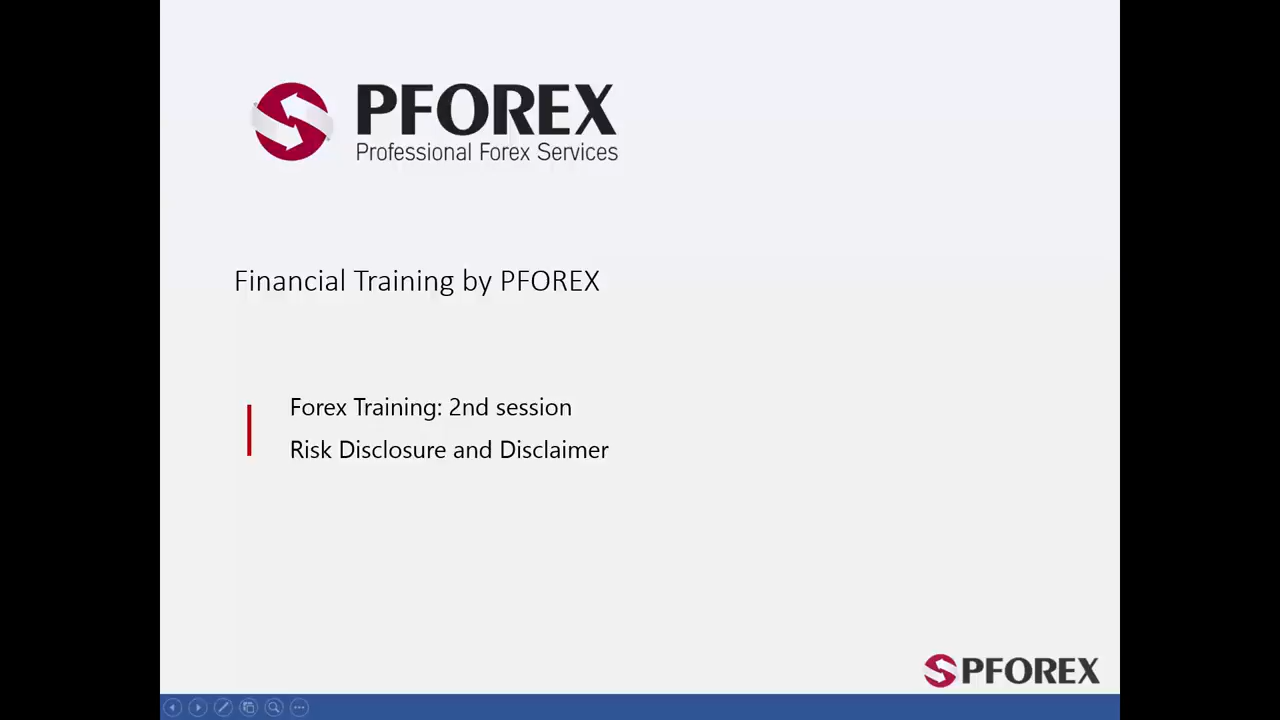 PFOREX
Professional Forex Services
Financial Training by PFOREX
Forex Training: 2nd session
Risk Disclosure and Disclaimer
PFOREX